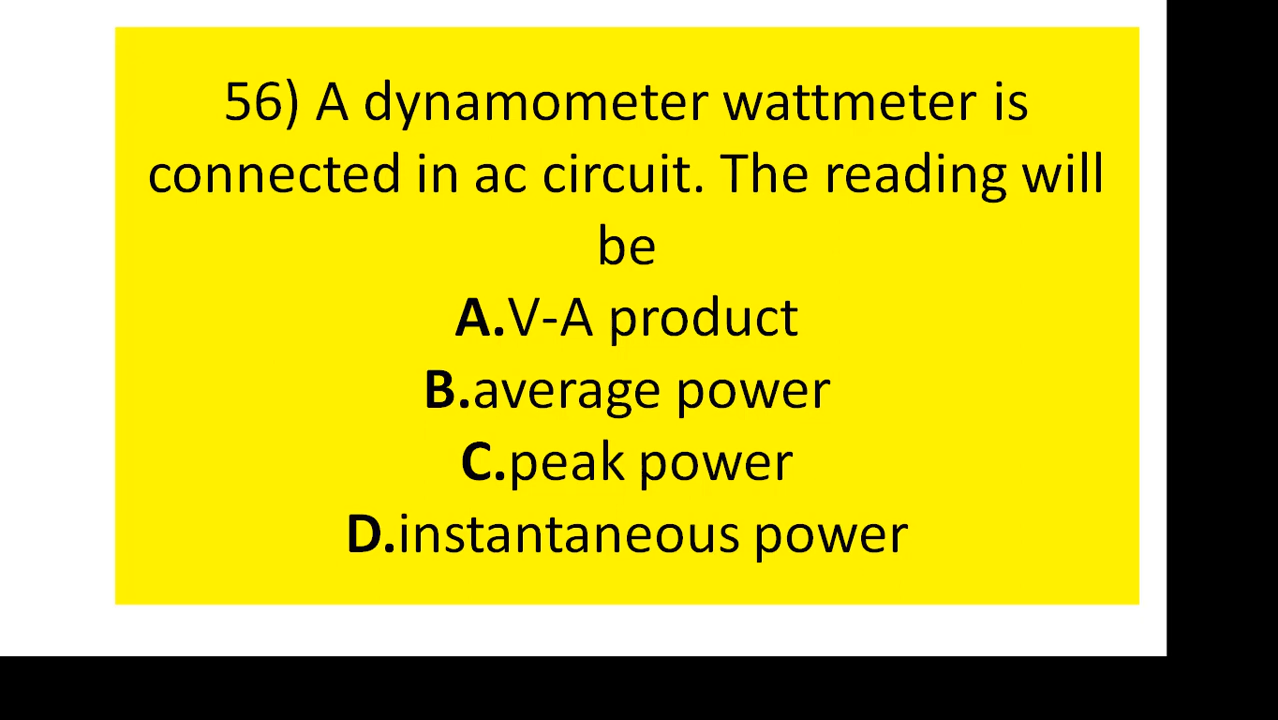 56) A dynamometer wattmeter is
connected in ac circuit. The reading will
be
A.V-A product
B.average power
C.peak power
D.instantaneous power